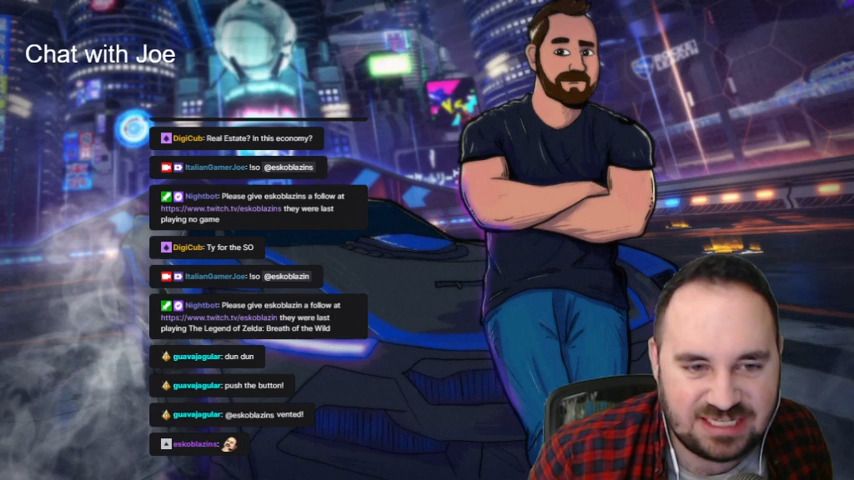 Chat with Joe
DigiCub: Real Estate? In this economy?
ItalianGamerJoe: !so @eskoblazins
Nightbot: Please give eskoblazins a follow at
https://www.twitch.tv/eskoblazins they were last
playing no game
DigiCub: Ty for the SO
ItalianGamerJoe: !so @eskoblazin
Nightbot: Please give eskoblazin a follow at
https://www.twitch.tv/eskoblazin they were last
playing The Legend of Zelda: Breath of the Wild
guavajagular: dun dun
guavajagular: push the button!
guavajagular: @eskoblazins vented!
eskoblazins: